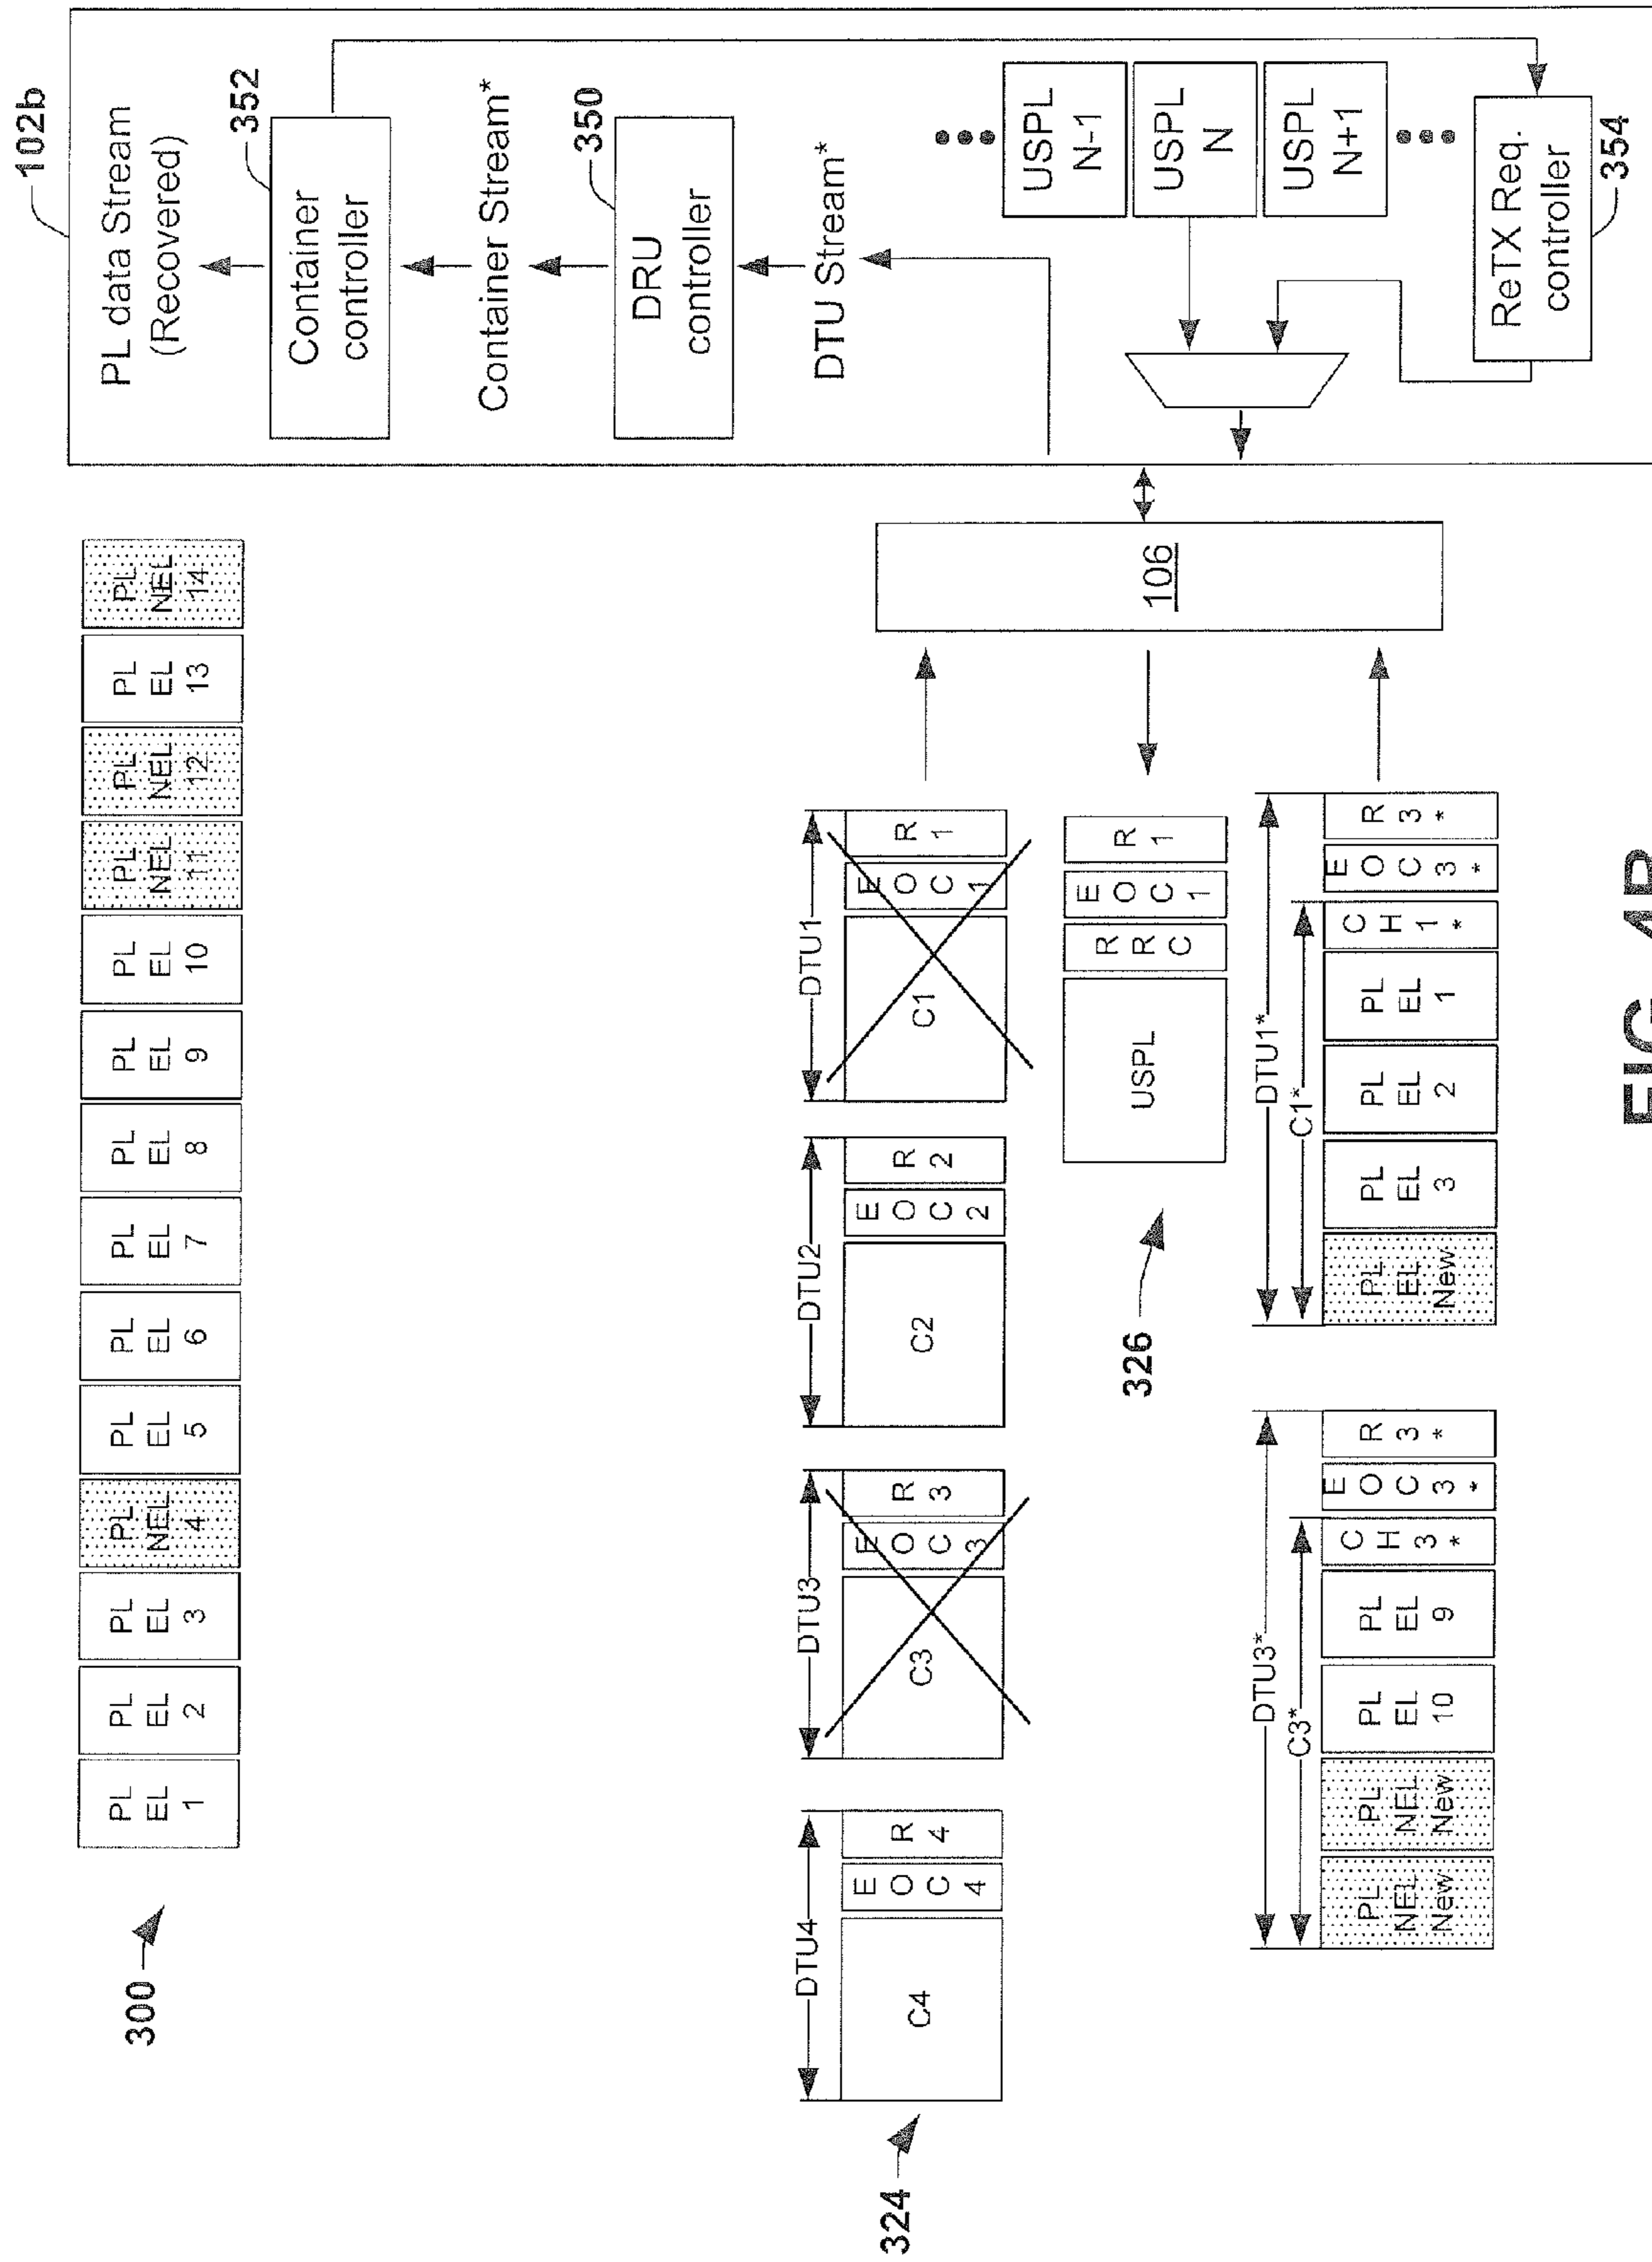 300
PL EL 1
PL EL 2
PL EL 3
PL NEL 4
PL EL 5
PL EL 6
PL EL 7
PL EL 8
PL EL 9
PL EL 10
PL NEL 11
PL NEL 12
PL EL 13
PL NEL 14
324
DTU4
C4
EOC 4
R 4
DTU3
C3
EOC 3
R 3
DTU2
C2
EOC 2
R 2
DTU1
C1
EOC 1
R 1
326
USPL
RRC
EOC 1
R 1
DTU3*
C3*
PL NEL New
PL NEL New
PL EL 10
PL EL 9
CH 3 *
EOC 3 *
R 3 *
DTU1*
C1*
PL EL New
PL EL 3
PL EL 2
PL EL 1
CH 1 *
EOC 3 *
R 3 *
106
102b
PL data Stream
(Recovered)
352
Container
controller
Container Stream*
350
DRU
controller
DTU Stream*
USPL
N-1
USPL
N
USPL
N+1
ReTX Req.
controller
354
FIG. 4B